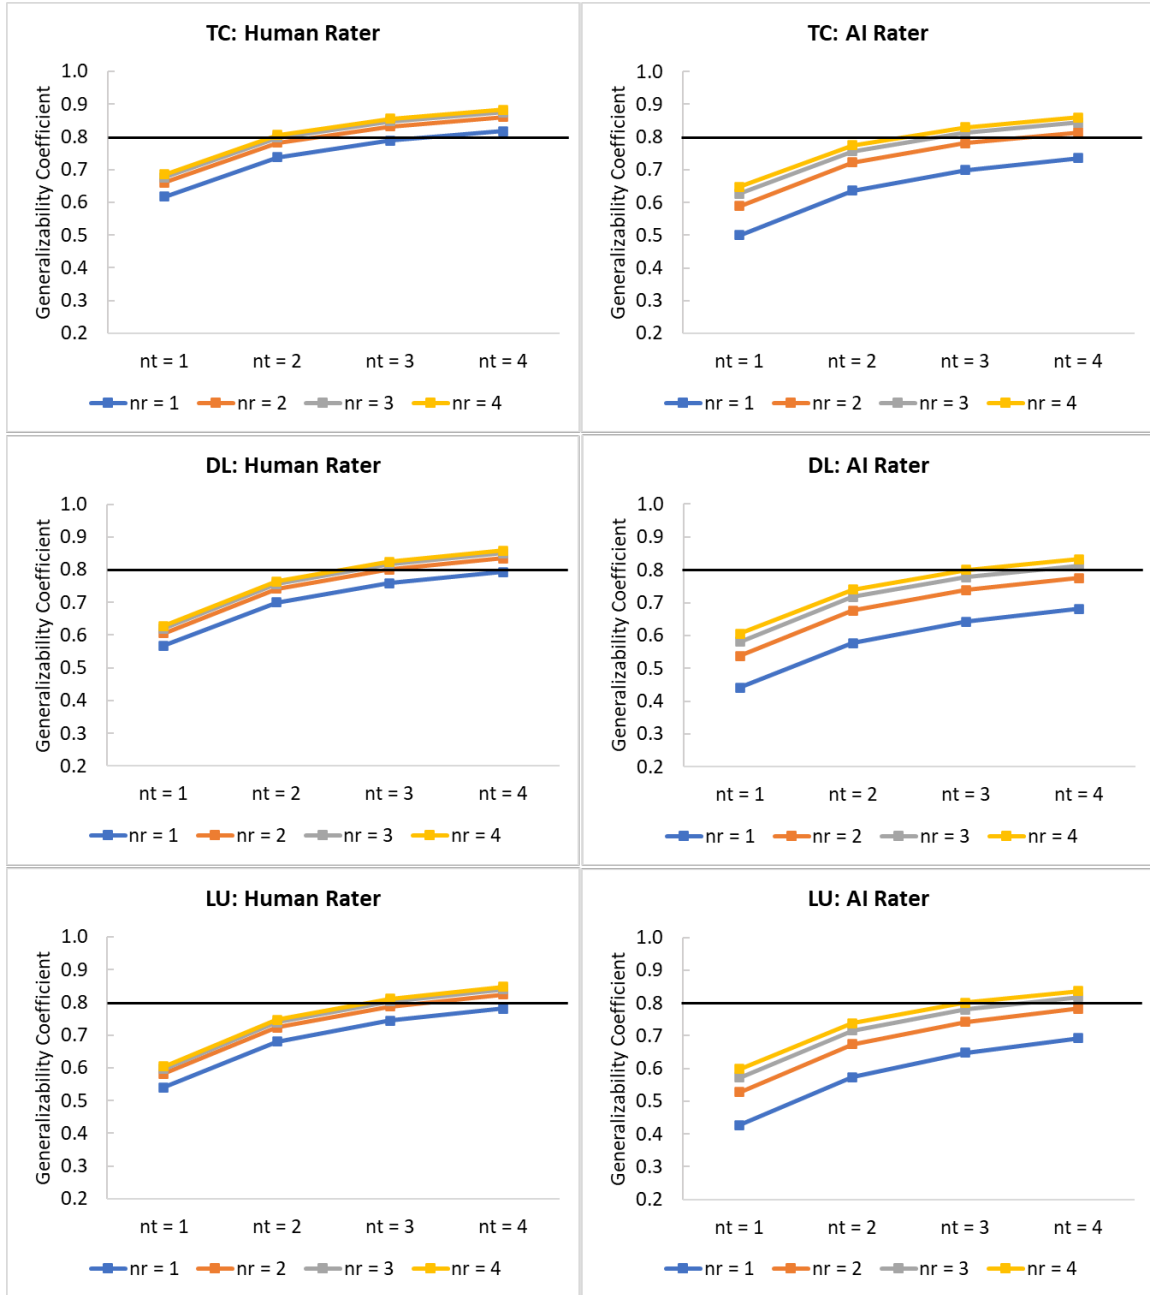 TC: Human Rater
Generalizability Coefficient
1.0
0.9
0.8
0.7
0.6
0.5
0.4
0.3
0.2
nt = 1 nt = 2 nt = 3 nt = 4
nr = 1 nr = 2 nr = 3 nr = 4
TC: AI Rater
Generalizability Coefficient
1.0
0.9
0.8
0.7
0.6
0.5
0.4
0.3
0.2
nt = 1 nt = 2 nt = 3 nt = 4
nr = 1 nr = 2 nr = 3 nr = 4
DL: Human Rater
Generalizability Coefficient
1.0
0.9
0.8
0.7
0.6
0.5
0.4
0.3
0.2
nt = 1 nt = 2 nt = 3 nt = 4
nr = 1 nr = 2 nr = 3 nr = 4
DL: AI Rater
Generalizability Coefficient
1.0
0.9
0.8
0.7
0.6
0.5
0.4
0.3
0.2
nt = 1 nt = 2 nt = 3 nt = 4
nr = 1 nr = 2 nr = 3 nr = 4
LU: Human Rater
Generalizability Coefficient
1.0
0.9
0.8
0.7
0.6
0.5
0.4
0.3
0.2
nt = 1 nt = 2 nt = 3 nt = 4
nr = 1 nr = 2 nr = 3 nr = 4
LU: AI Rater
Generalizability Coefficient
1.0
0.9
0.8
0.7
0.6
0.5
0.4
0.3
0.2
nt = 1 nt = 2 nt = 3 nt = 4
nr = 1 nr = 2 nr = 3 nr = 4